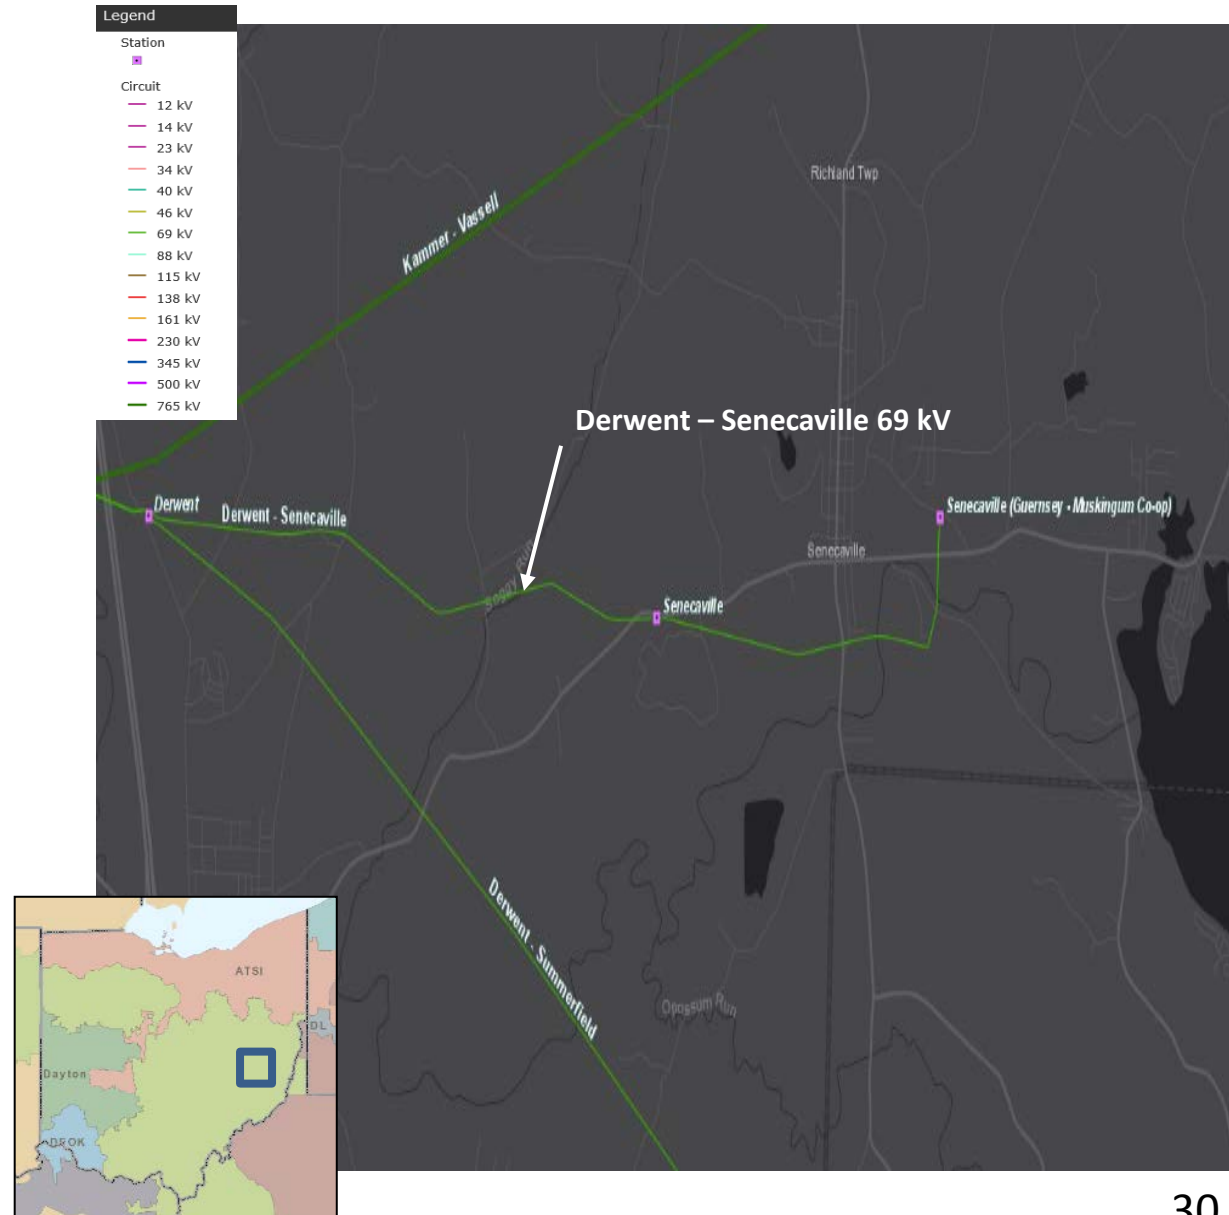 Legend
Station
Circuit
12 kV
14 kV
23 kV
34 kV
40 kV
46 kV
69 kV
88 kV
115 kV
138 kV
161 kV
230 kV
345 kV
500 kV
765 kV
Richland Twp
Kammer - Vassell
Derwent – Senecaville 69 kV
Derwent
Derwent - Senecaville
Senecaville (Guernsey - Muskingum Co-op)
Senecaville
Soggy Run
Senecaville
Derwent - Summerfield
Opossum Run
ATSI
DL
Dayton
DEOK
30